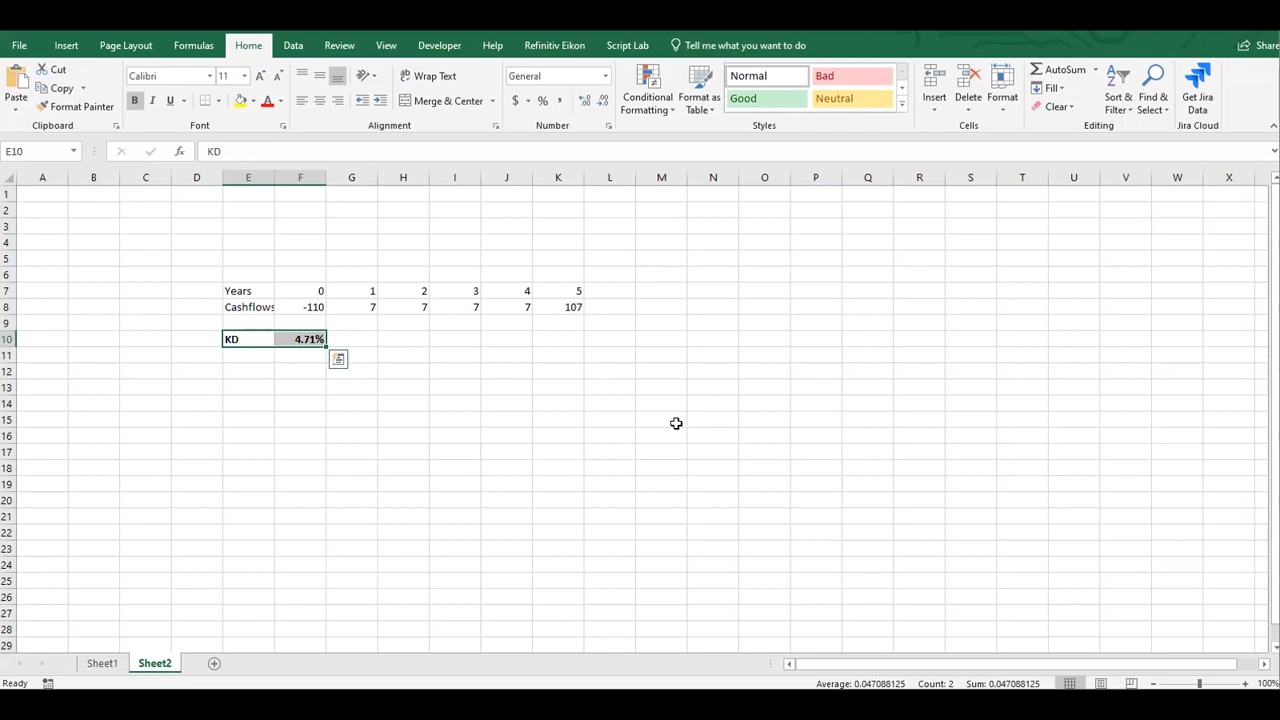 File Insert Page Layout Formulas Home Data Review View Developer Help Refinitiv Eikon Script Lab Tell me what you want to do Share
Paste Cut Copy Format Painter
Calibri 11 A A
B I U A
Wrap Text
Merge & Center
General
$ % ,
Conditional Formatting Format as Table
Normal Bad
Good Neutral
Insert Delete Format
AutoSum Fill Clear
Sort & Filter Find & Select
Get Jira Data
Clipboard Font Alignment Number Styles Cells Editing Jira Cloud
E10 fx KD
A B C D E F G H I J K L M N O P Q R S T U V W X
1
2
3
4
5
6
7 Years 0 1 2 3 4 5
8 Cashflows -110 7 7 7 7 107
9
10 KD 4.71%
11
12
13
14
15
16
17
18
19
20
21
22
23
24
25
26
27
28
29
Sheet1 Sheet2
Ready Average: 0.047088125 Count: 2 Sum: 0.047088125 100%